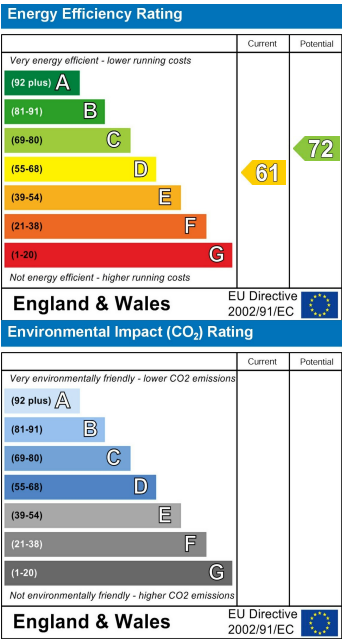 Energy Efficiency Rating
Current Potential
Very energy efficient - lower running costs
(92 plus) A
(81-91) B
(69-80) C
(55-68) D
(39-54) E
(21-38) F
(1-20) G
61
72
Not energy efficient - higher running costs
England & Wales
EU Directive
2002/91/EC
Environmental Impact (CO₂) Rating
Current Potential
Very environmentally friendly - lower CO2 emissions
(92 plus) A
(81-91) B
(69-80) C
(55-68) D
(39-54) E
(21-38) F
(1-20) G
Not environmentally friendly - higher CO2 emissions
England & Wales
EU Directive
2002/91/EC